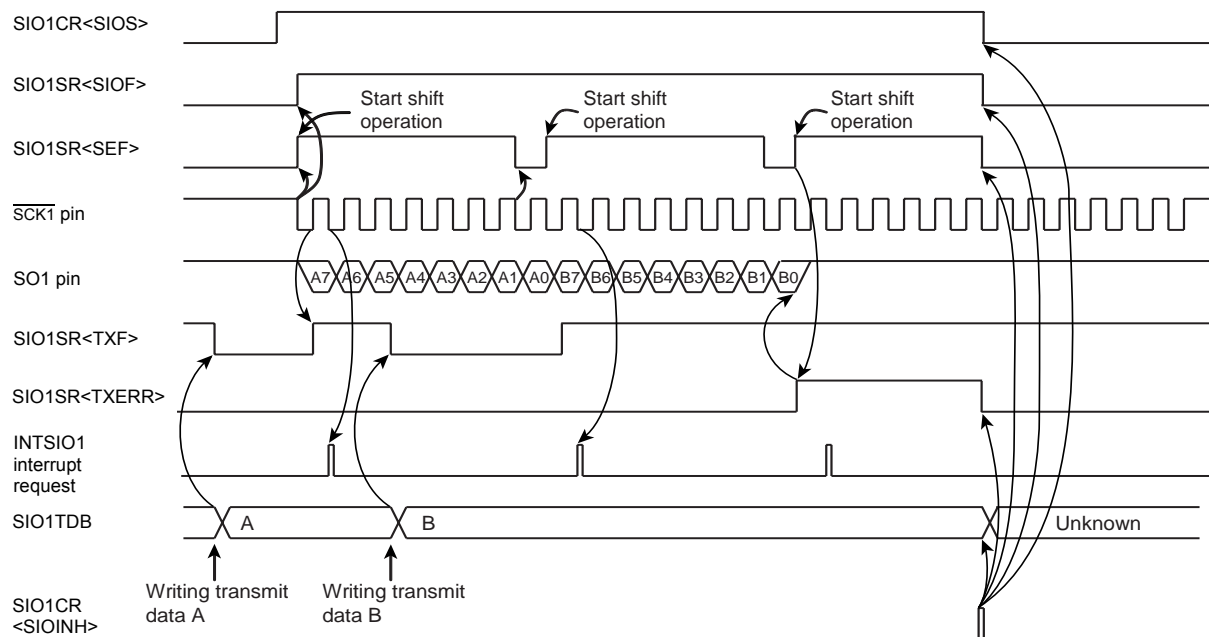 SIO1CR<SIOS>
SIO1SR<SIOF>
Start shift
operation
Start shift
operation
Start shift
operation
SIO1SR<SEF>
SCK1 pin
SO1 pin
A7 A6 A5 A4 A3 A2 A1 A0 B7 B6 B5 B4 B3 B2 B1 B0
SIO1SR<TXF>
SIO1SR<TXERR>
INTSIO1
interrupt
request
SIO1TDB
A
B
Unknown
Writing transmit
data A
Writing transmit
data B
SIO1CR
<SIOINH>